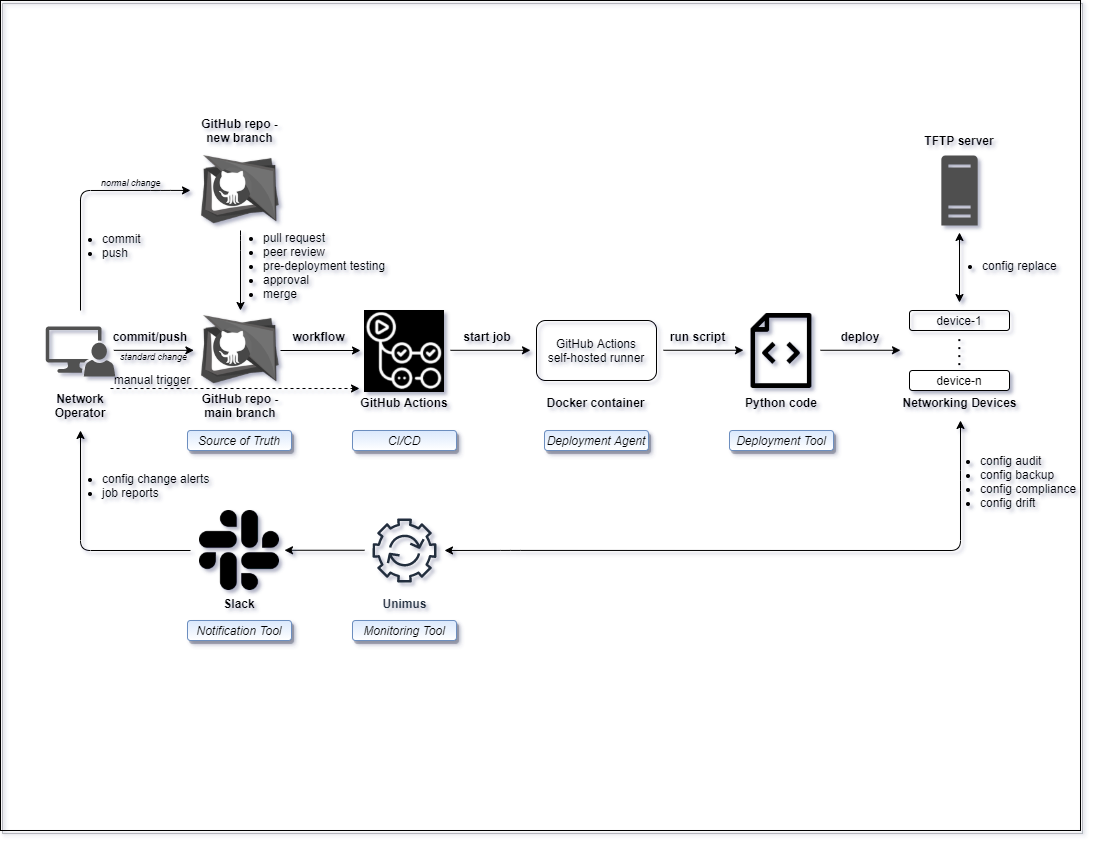 GitHub repo -
new branch
TFTP server
normal change
commit
push
pull request
peer review
pre-deployment testing
approval
merge
config replace
commit/push
standard change
manual trigger
workflow
start job
GitHub Actions
self-hosted runner
run script
deploy
device-1
device-n
Network
Operator
GitHub repo -
main branch
GitHub Actions
Docker container
Python code
Networking Devices
Source of Truth
CI/CD
Deployment Agent
Deployment Tool
config audit
config backup
config compliance
config drift
config change alerts
job reports
Slack
Unimus
Notification Tool
Monitoring Tool